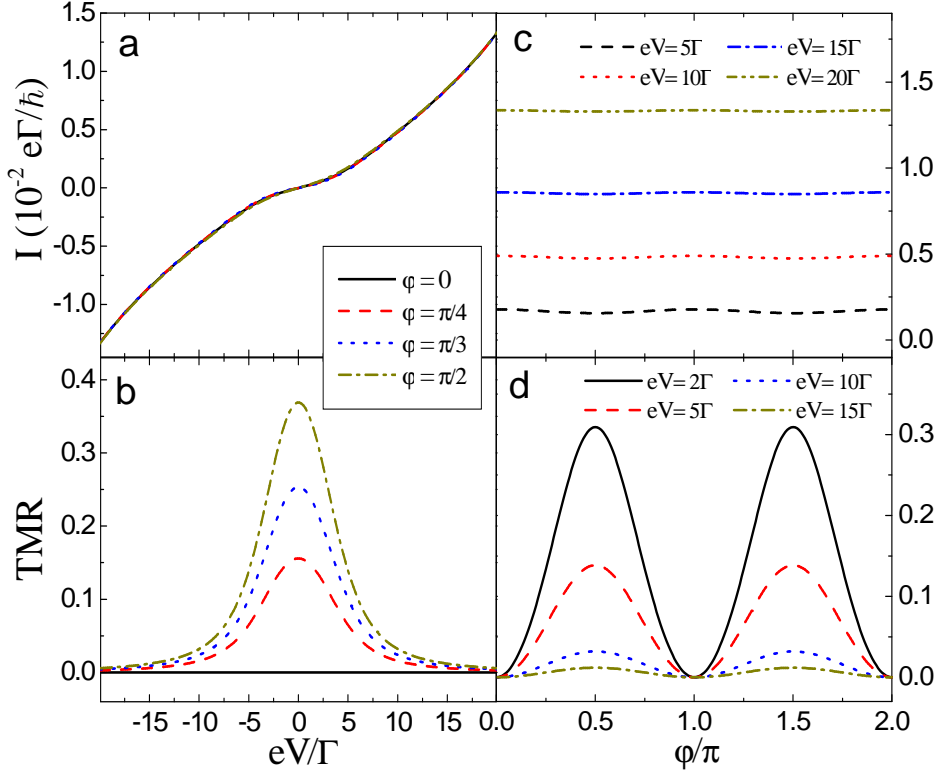 a
1.5
1.0
0.5
0.0
-0.5
-1.0
I (10⁻² eΓ/ħ)
c
eV= 5Γ
eV= 15Γ
eV= 10Γ
eV= 20Γ
1.5
1.0
0.5
0.0
φ = 0
φ = π/4
φ = π/3
φ = π/2
b
0.4
0.3
0.2
0.1
0.0
TMR
-15 -10 -5 0 5 10 15
eV/Γ
d
eV= 2Γ
eV= 10Γ
eV= 5Γ
eV= 15Γ
0.3
0.2
0.1
0.0
0.0 0.5 1.0 1.5 2.0
φ/π